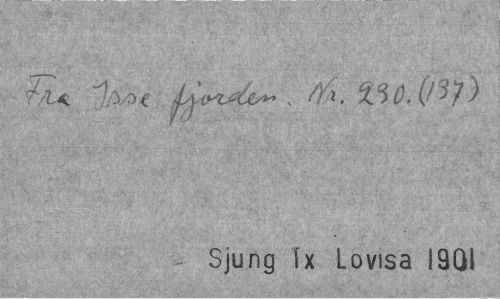 Fra Isse fjorden. Nr. 230. (137)
- Sjung Tx Lovisa 1901